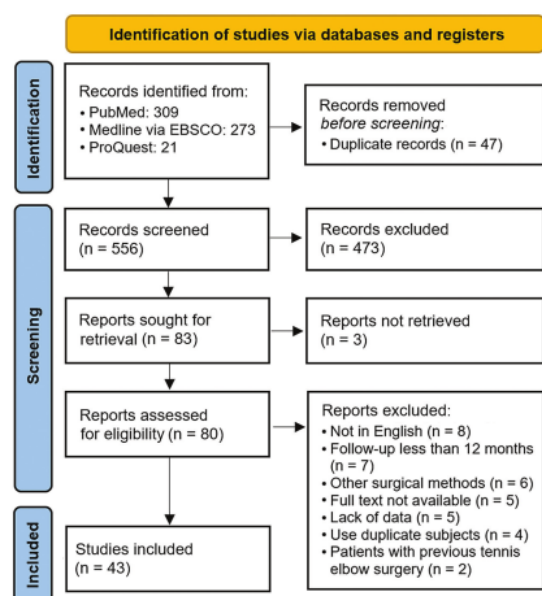 Identification of studies via databases and registers
Identification
Records identified from:
• PubMed: 309
• Medline via EBSCO: 273
• ProQuest: 21
Records removed
before screening:
• Duplicate records (n = 47)
Screening
Records screened
(n = 556)
Records excluded
(n = 473)
Reports sought for
retrieval (n = 83)
Reports not retrieved
(n = 3)
Reports assessed
for eligibility (n = 80)
Reports excluded:
• Not in English (n = 8)
• Follow-up less than 12 months
(n = 7)
• Other surgical methods (n = 6)
• Full text not available (n = 5)
• Lack of data (n = 5)
• Use duplicate subjects (n = 4)
• Patients with previous tennis
elbow surgery (n = 2)
Included
Studies included
(n = 43)